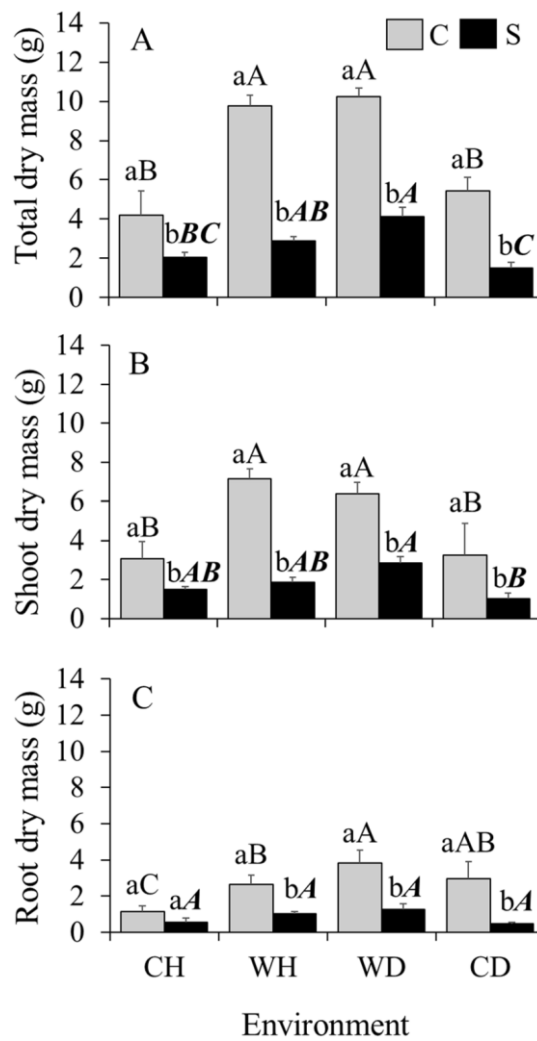 A
C S
Total dry mass (g)
14
12
10
8
6
4
2
0
aB bBC aA bAB aA bA aB bC
B
Shoot dry mass (g)
14
12
10
8
6
4
2
0
aB bAB aA bAB aA bA aB bB
C
Root dry mass (g)
14
12
10
8
6
4
2
0
aC aA aB bA aA bA aAB bA
CH WH WD CD
Environment